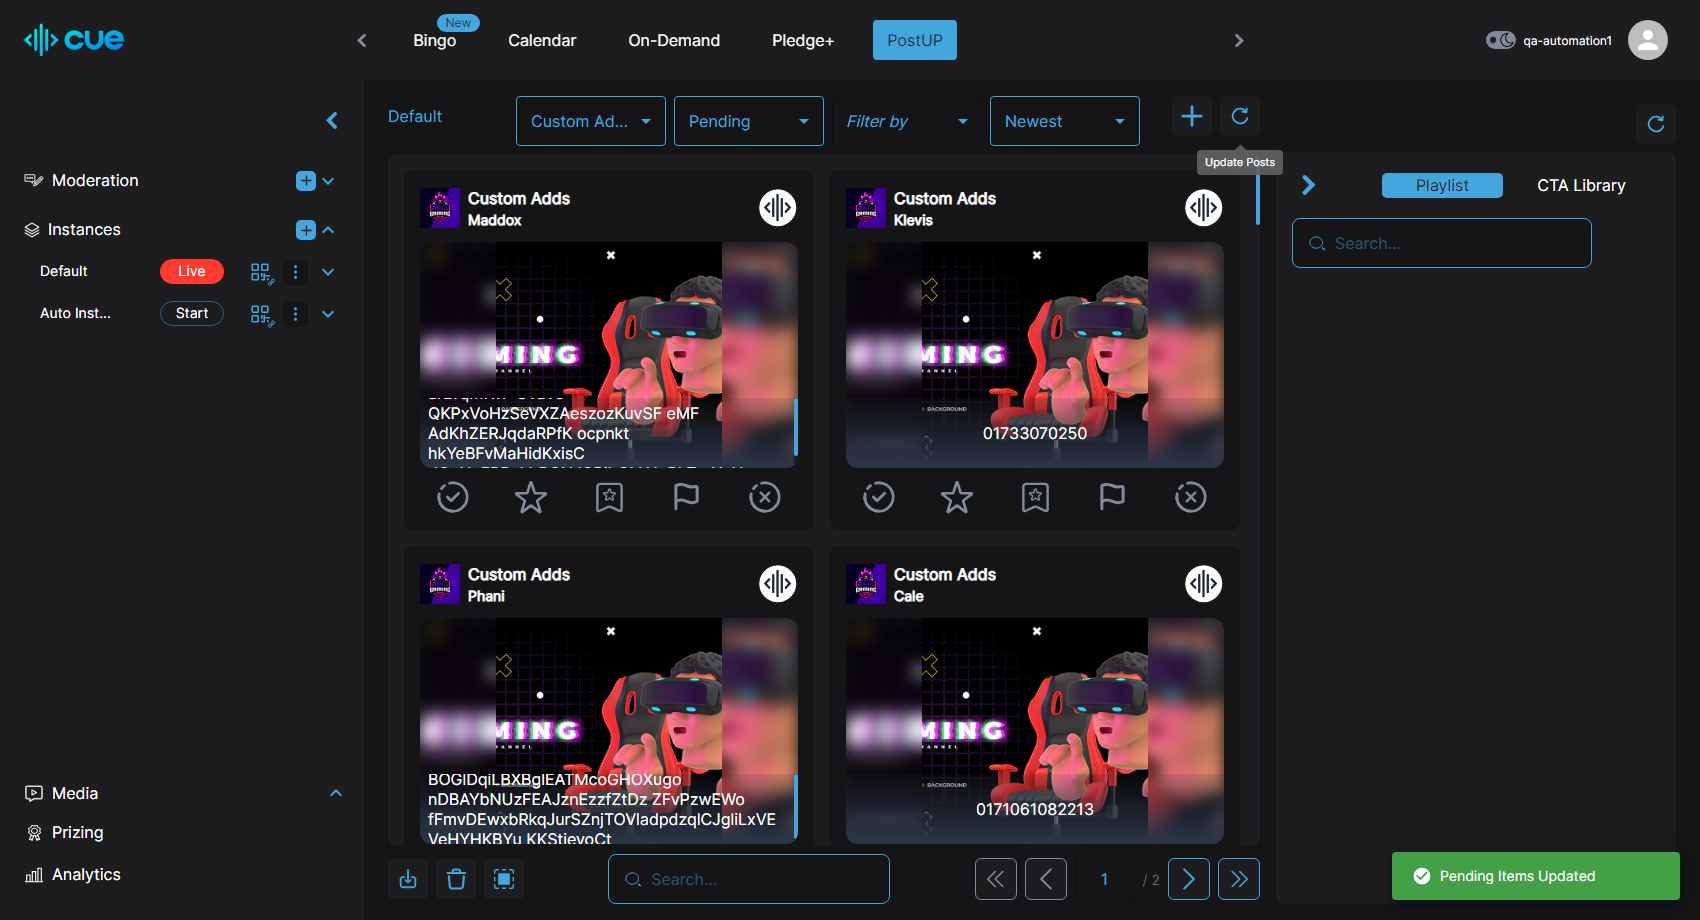 cue
New
Bingo
Calendar
On-Demand
Pledge+
PostUP
qa-automation1
Default
Custom Ad...
Pending
Filter by
Newest
Update Posts
Moderation
Instances
Default
Live
Auto Inst...
Start
Media
Prizing
Analytics
Custom Adds
Maddox
MING
QKPxVoHzSeVXZAeszozKuvSF eMF
AdKhZERJqdaRPfK ocpnkt
hkYeBFvMaHidKxisC
Custom Adds
Klevis
MING
BACKGROUND
01733070250
Custom Adds
Phani
MING
BOGlDqiLBXBglEATMcoGHOXugo
nDBAYbNUzFEAJznEzzfZtDz ZFvPzwEWo
fFmvDEwxbRkqJurSZnjTOVladpdzqlCJgliLxVE
VeHYHKBYu KKStievoCt
Custom Adds
Cale
MING
BACKGROUND
0171061082213
Search...
1
/ 2
Playlist
CTA Library
Search...
Pending Items Updated